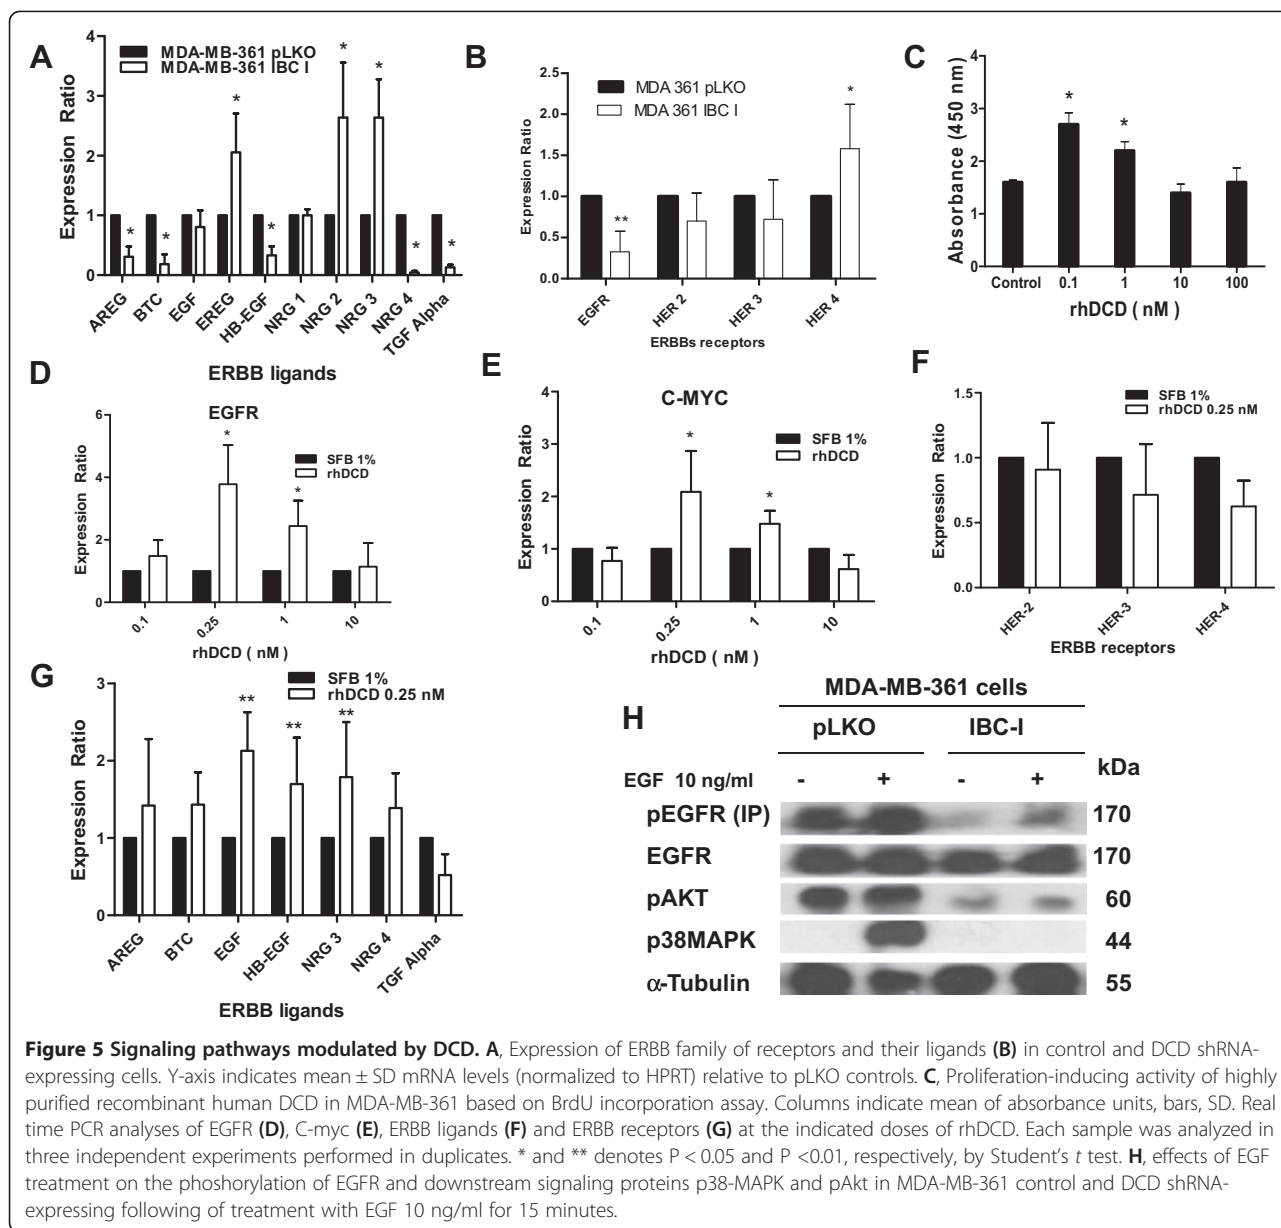 A
MDA-MB-361 pLKO
MDA-MB-361 IBC I
Expression Ratio
4
3
2
1
0
* * * * * * * *
AREG BTC EGF EREG HB-EGF NRG 1 NRG 2 NRG 3 NRG 4 TGF Alpha
ERBB ligands
B
MDA 361 pLKO
MDA 361 IBC I
Expression Ratio
2.5
2.0
1.5
1.0
0.5
0.0
** *
EGFR HER 2 HER 3 HER 4
ERBBs receptors
C
Absorbance (450 nm)
4
2
0
* *
Control 0.1 1 10 100
rhDCD ( nM )
D
EGFR
SFB 1%
rhDCD
Expression Ratio
6
4
2
0
* *
0.1 0.25 1 10
rhDCD ( nM )
E
C-MYC
SFB 1%
rhDCD
Expression Ratio
4
3
2
1
0
* *
0.1 0.25 1 10
rhDCD ( nM )
F
SFB 1%
rhDCD 0.25 nM
Expression Ratio
1.5
1.0
0.5
0.0
HER-2 HER-3 HER-4
ERBB receptors
G
SFB 1%
rhDCD 0.25 nM
Expression Ratio
3
2
1
0
** ** **
AREG BTC EGF HB-EGF NRG 3 NRG 4 TGF Alpha
ERBB ligands
H
MDA-MB-361 cells
pLKO IBC-I
kDa
EGF 10 ng/ml - + - +
pEGFR (IP) 170
EGFR 170
pAKT 60
p38MAPK 44
α-Tubulin 55
Figure 5 Signaling pathways modulated by DCD. A, Expression of ERBB family of receptors and their ligands (B) in control and DCD shRNA-
expressing cells. Y-axis indicates mean ± SD mRNA levels (normalized to HPRT) relative to pLKO controls. C, Proliferation-inducing activity of highly
purified recombinant human DCD in MDA-MB-361 based on BrdU incorporation assay. Columns indicate mean of absorbance units, bars, SD. Real
time PCR analyses of EGFR (D), C-myc (E), ERBB ligands (F) and ERBB receptors (G) at the indicated doses of rhDCD. Each sample was analyzed in
three independent experiments performed in duplicates. * and ** denotes P < 0.05 and P <0.01, respectively, by Student's t test. H, effects of EGF
treatment on the phoshorylation of EGFR and downstream signaling proteins p38-MAPK and pAkt in MDA-MB-361 control and DCD shRNA-
expressing following of treatment with EGF 10 ng/ml for 15 minutes.